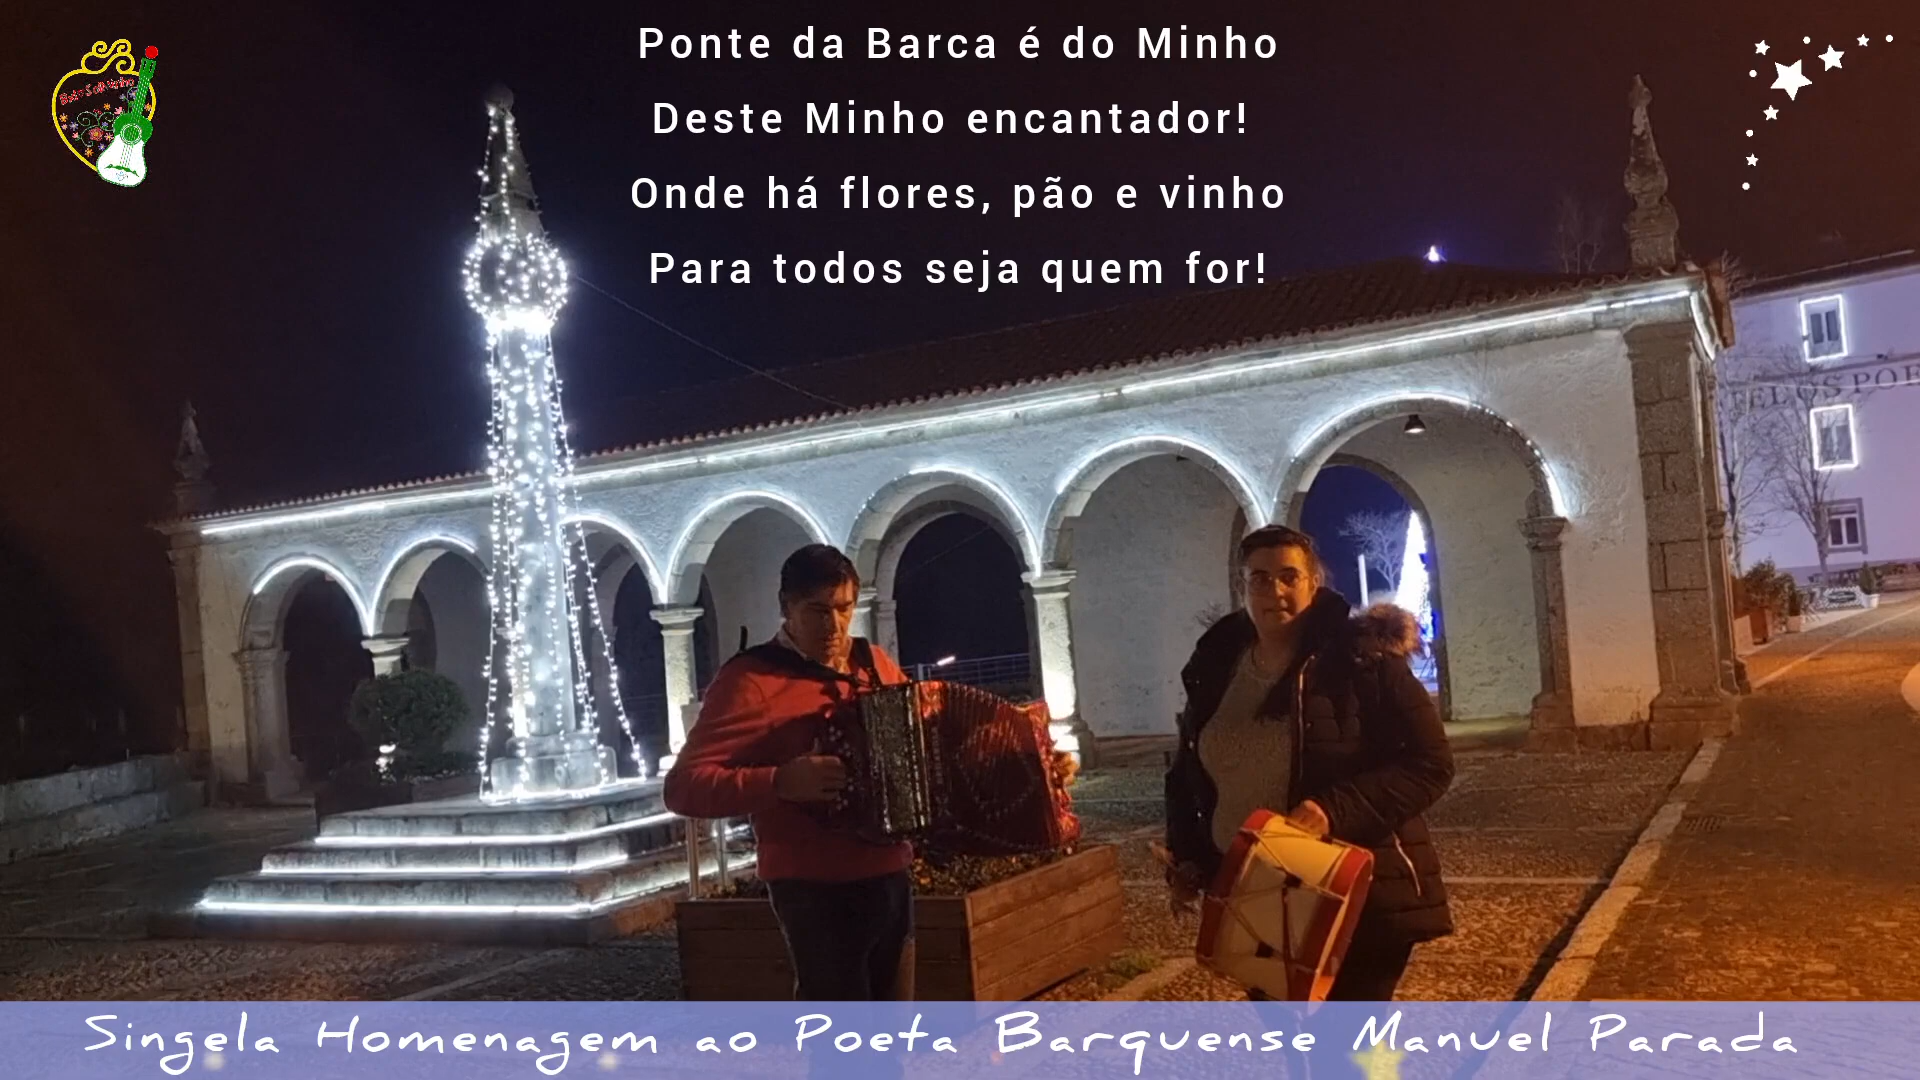 Ponte da Barca é do Minho
Deste Minho encantador!
Onde há flores, pão e vinho
Para todos seja quem for!
Singela Homenagem ao Poeta Barquense Manuel Parada